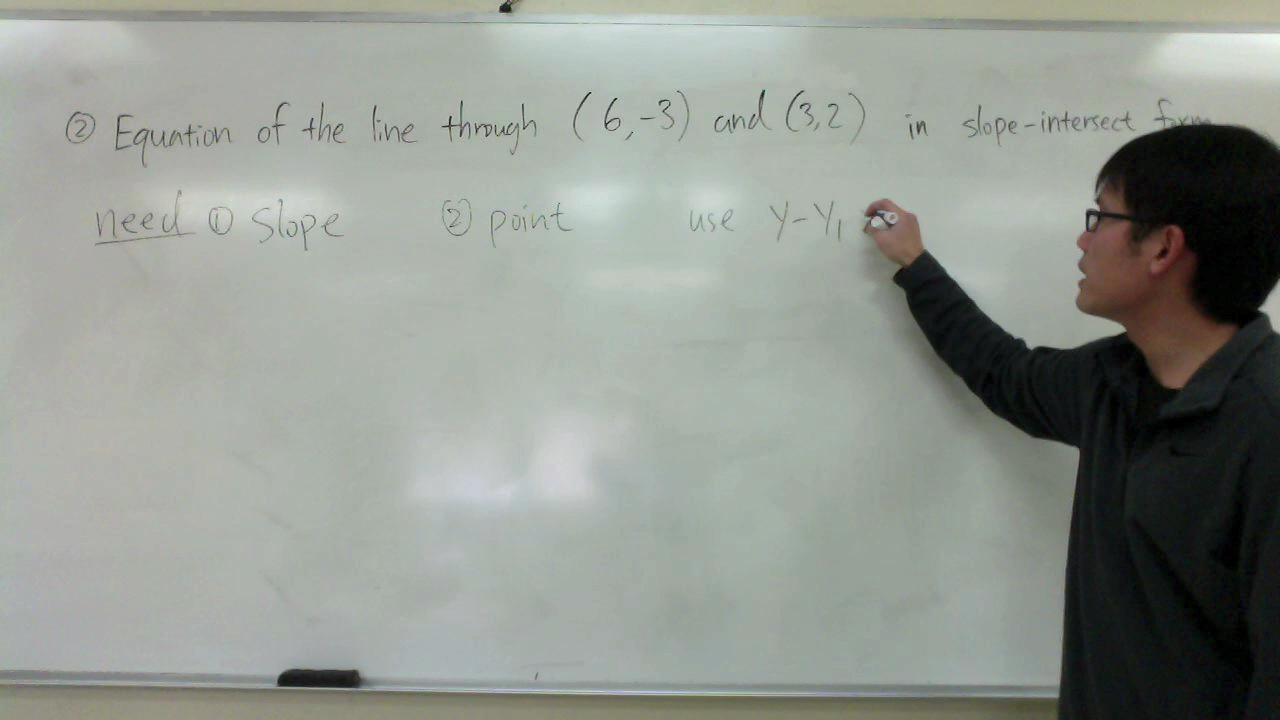 ② Equation of the line through (6,-3) and (3,2) in slope-intersect form
need ① slope ② point use y-y₁